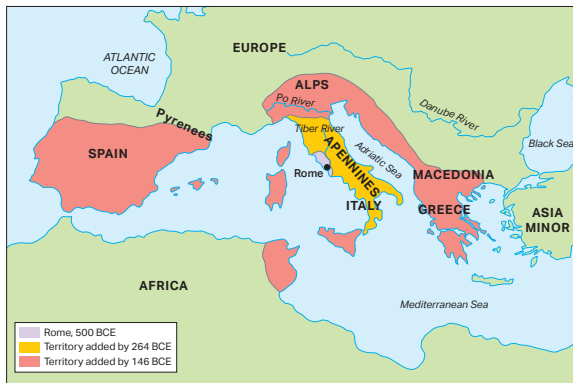 EUROPE
ATLANTIC
OCEAN
ALPS
Po River
Danube River
Pyrenees
Tiber River
Black Sea
SPAIN
Adriatic Sea
APENNINES
Rome
MACEDONIA
ITALY
GREECE
ASIA
MINOR
AFRICA
Mediterranean Sea
Rome, 500 BCE
Territory added by 264 BCE
Territory added by 146 BCE